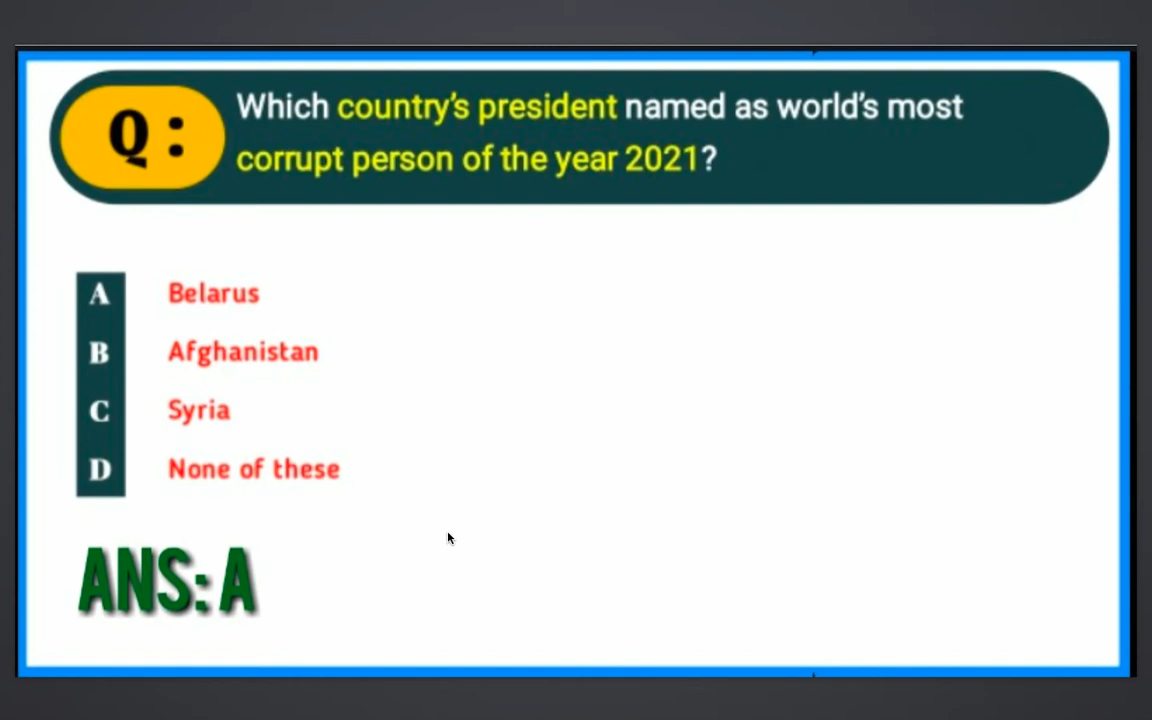 Q :
Which country's president named as world's most
corrupt person of the year 2021?
A Belarus
B Afghanistan
C Syria
D None of these
ANS: A